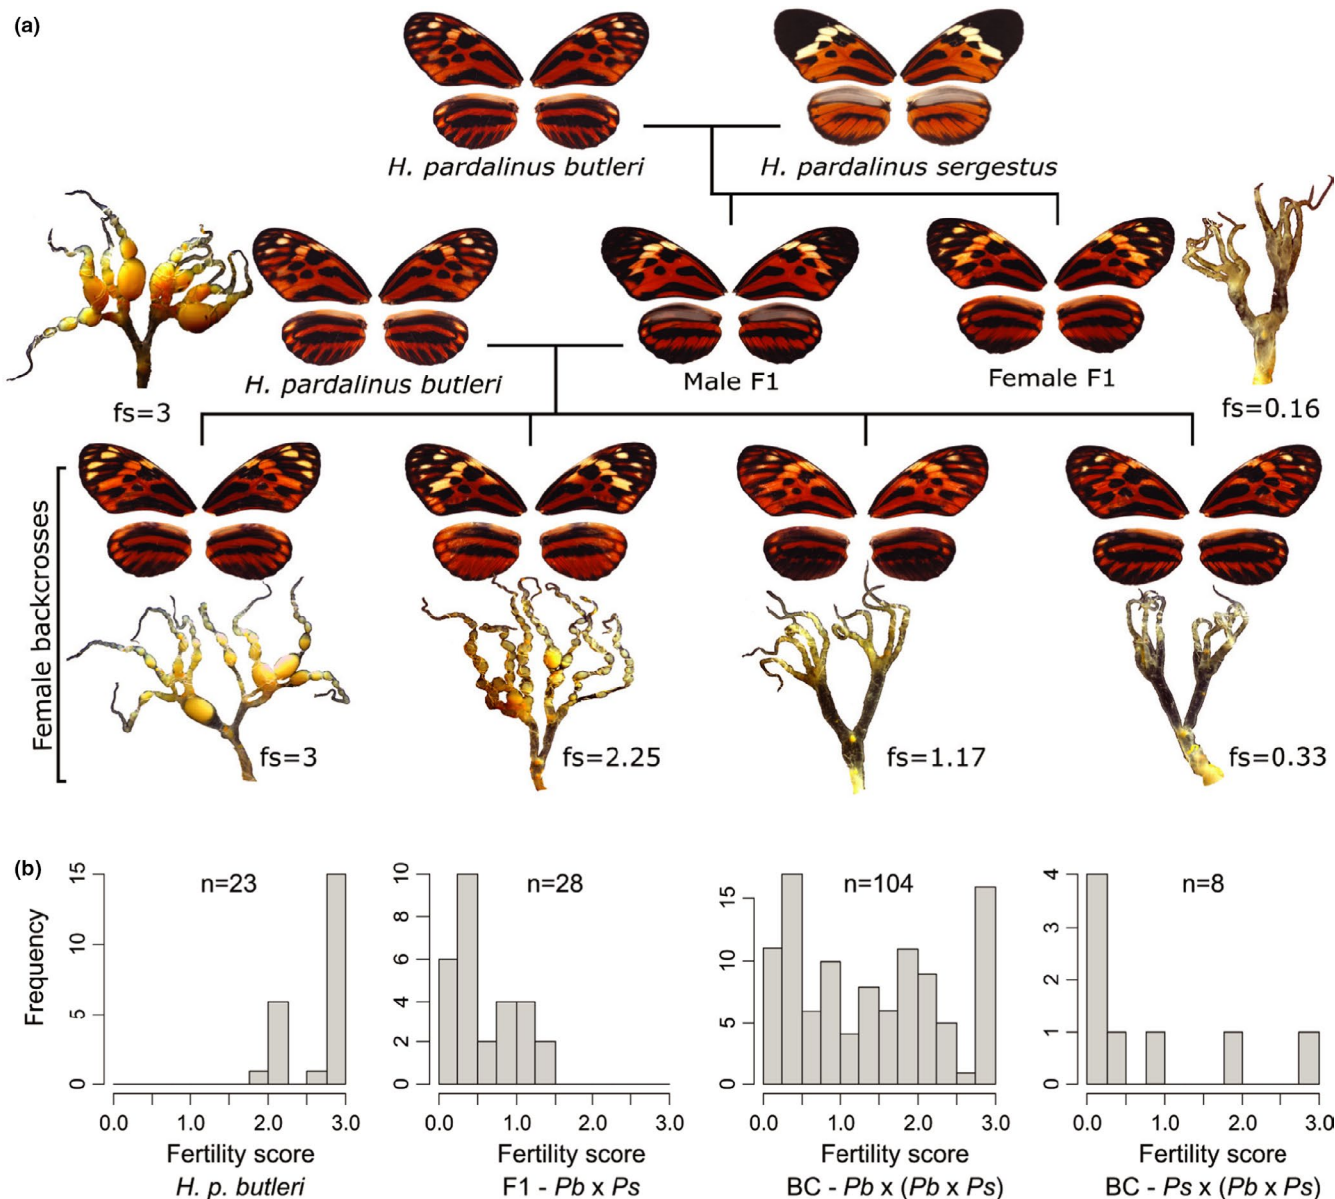 (a)
H. pardalinus butleri
H. pardalinus sergestus
H. pardalinus butleri
Male F1
Female F1
fs=3
fs=0.16
Female backcrosses
fs=3
fs=2.25
fs=1.17
fs=0.33
(b)
Frequency
n=23
0 5 10 15
0.0 1.0 2.0 3.0
Fertility score
H. p. butleri
n=28
0 2 4 6 8 10
0.0 1.0 2.0 3.0
Fertility score
F1 - Pb x Ps
n=104
0 5 10 15
0.0 1.0 2.0 3.0
Fertility score
BC - Pb x (Pb x Ps)
n=8
0 1 2 3 4
0.0 1.0 2.0 3.0
Fertility score
BC - Ps x (Pb x Ps)